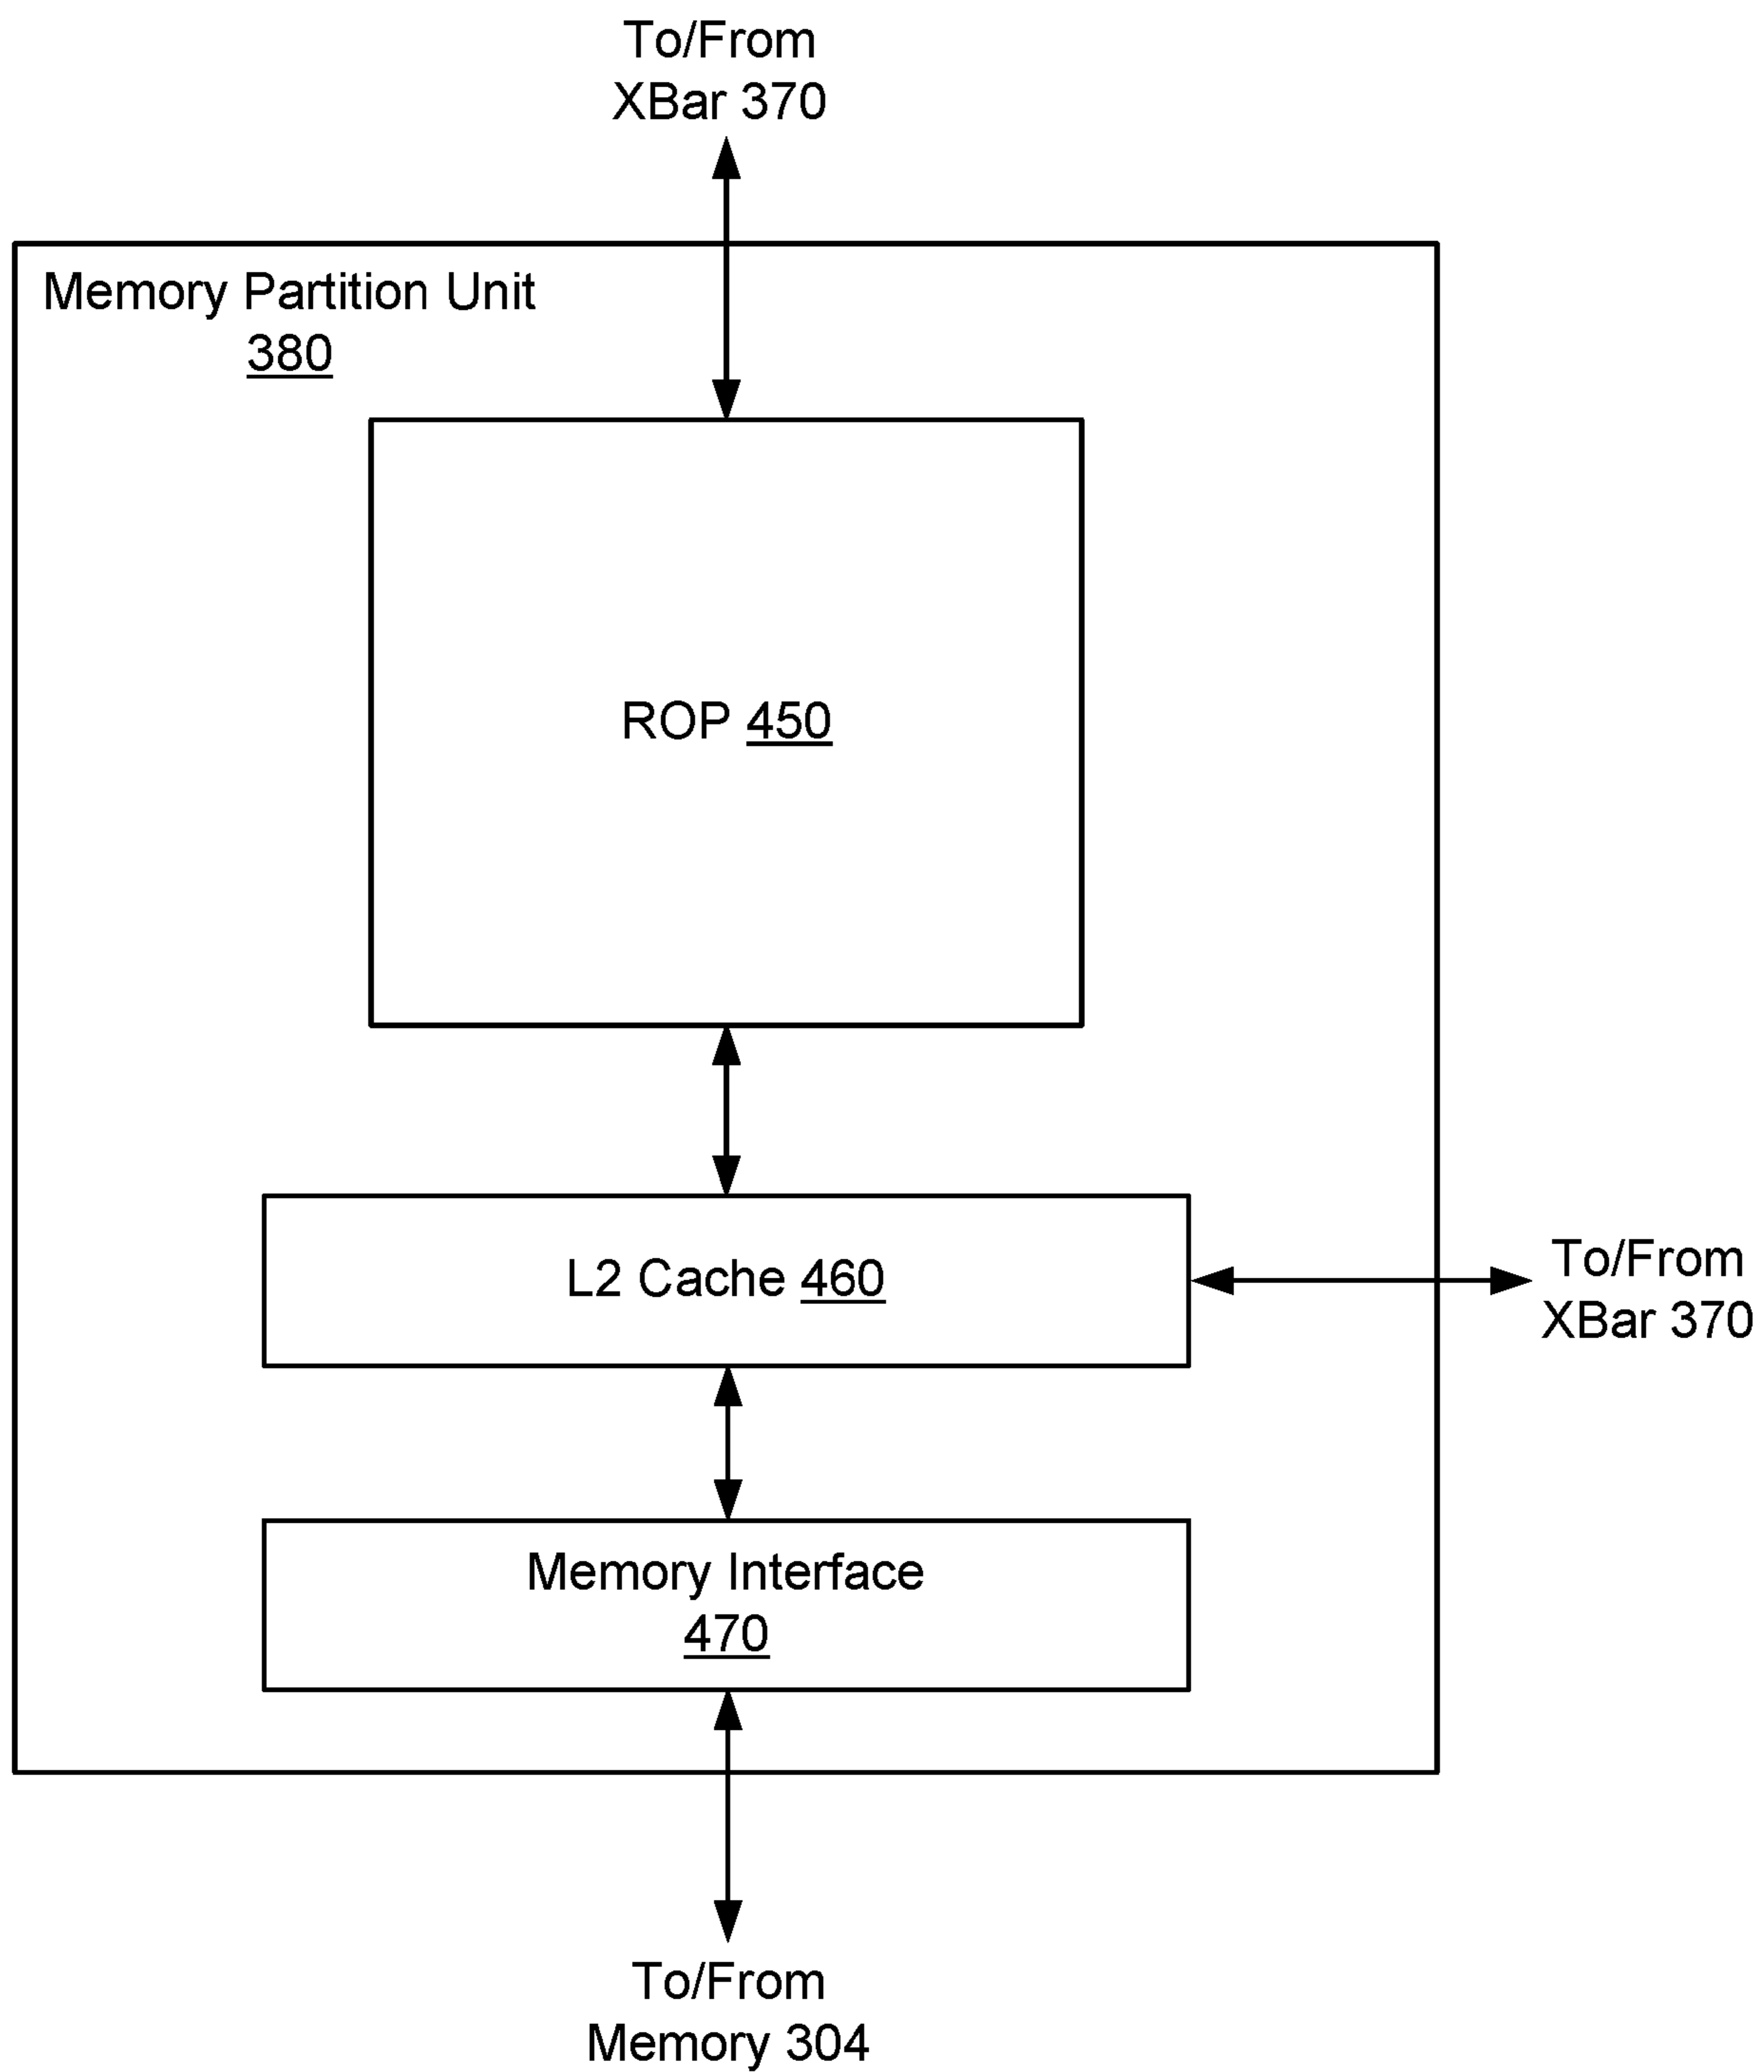 To/From
XBar 370
Memory Partition Unit
380
ROP 450
L2 Cache 460
To/From
XBar 370
Memory Interface
470
To/From
Memory 304